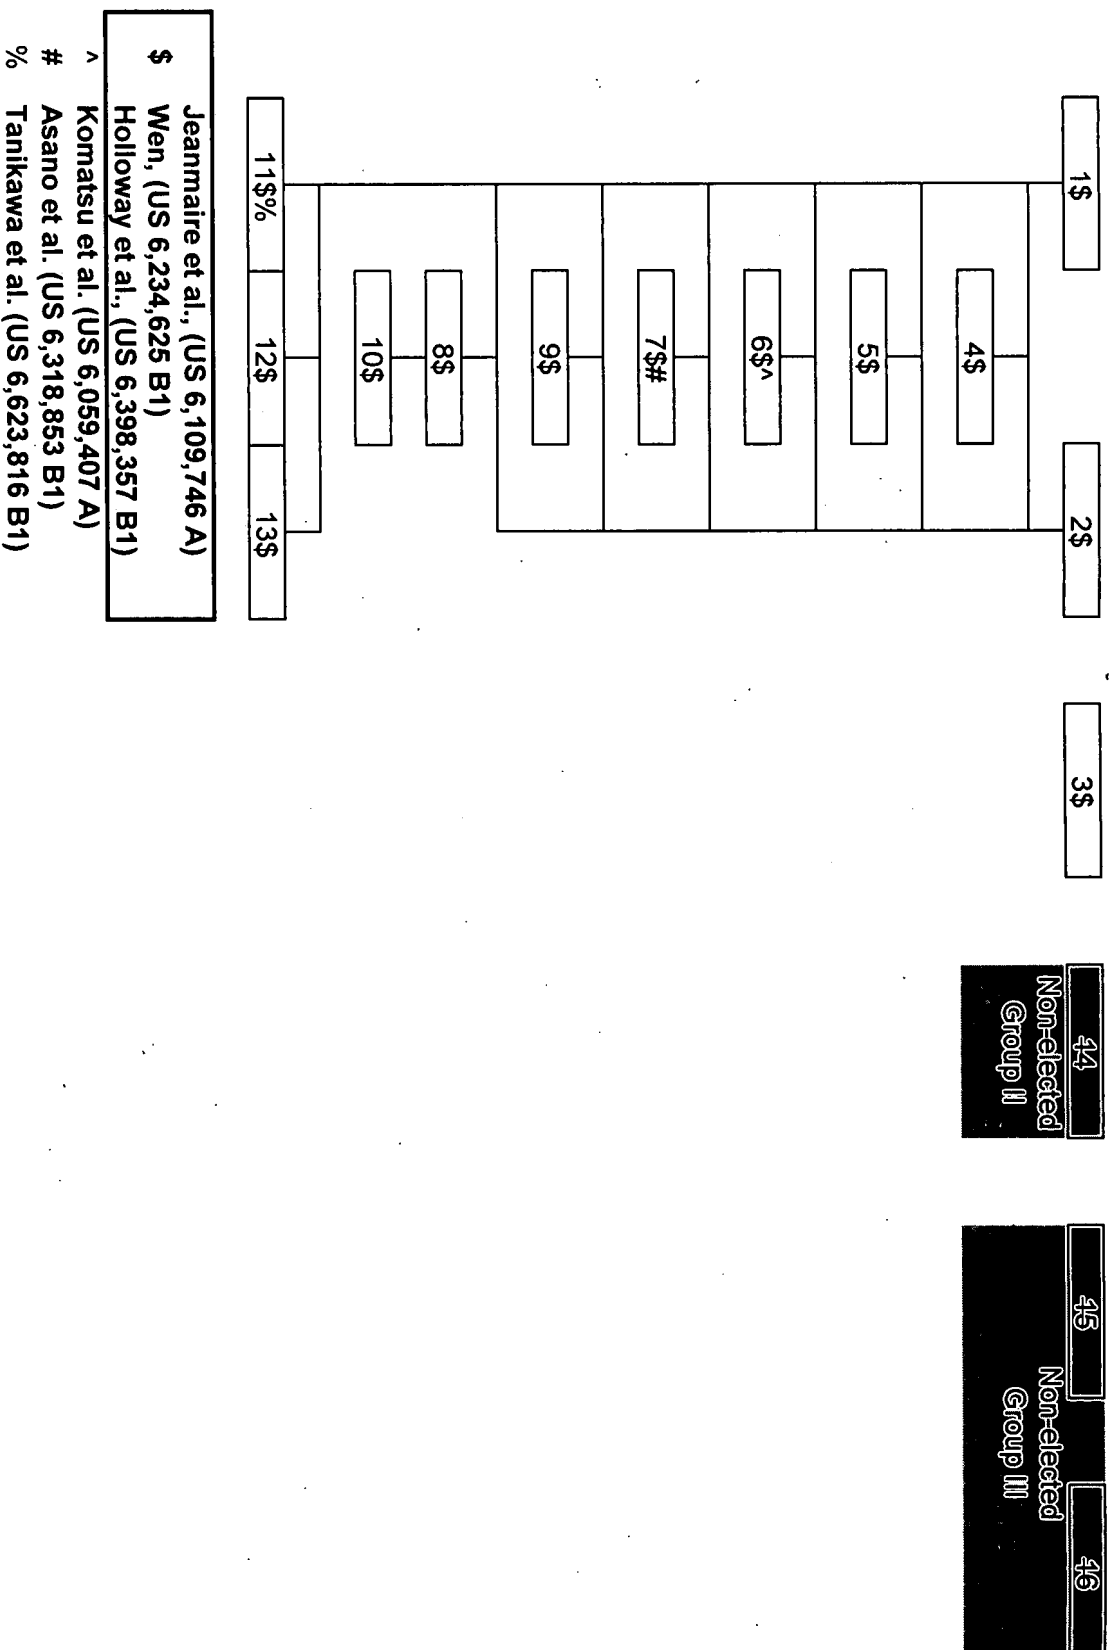 1$
2$
3$
14
15
16
Non-elected
Group II
Non-elected
Group III
4$
5$
6$^
7$#
9$
8$
10$
11$%
12$
13$
Jeanmaire et al., (US 6,109,746 A)
$ Wen, (US 6,234,625 B1)
Holloway et al., (US 6,398,357 B1)
^ Komatsu et al. (US 6,059,407 A)
# Asano et al. (US 6,318,853 B1)
% Tanikawa et al. (US 6,623,816 B1)